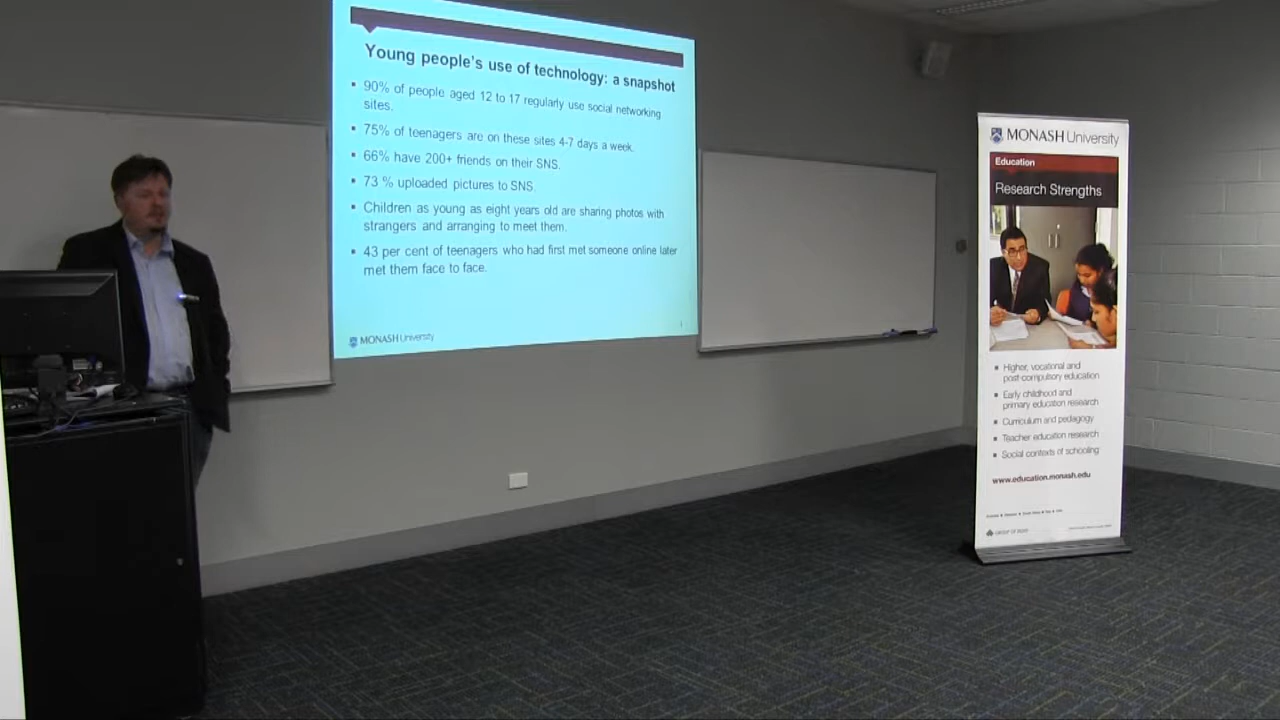 Young people's use of technology: a snapshot
▪ 90% of people aged 12 to 17 regularly use social networking
sites.
▪ 75% of teenagers are on these sites 4-7 days a week.
▪ 66% have 200+ friends on their SNS.
▪ 73 % uploaded pictures to SNS.
▪ Children as young as eight years old are sharing photos with
strangers and arranging to meet them.
▪ 43 per cent of teenagers who had first met someone online later
met them face to face.
MONASH University
MONASH University
Education
Research Strengths
▪ Higher, vocational and
post-compulsory education
▪ Early childhood and
primary education research
▪ Curriculum and pedagogy
▪ Teacher education research
▪ Social contexts of schooling
www.education.monash.edu